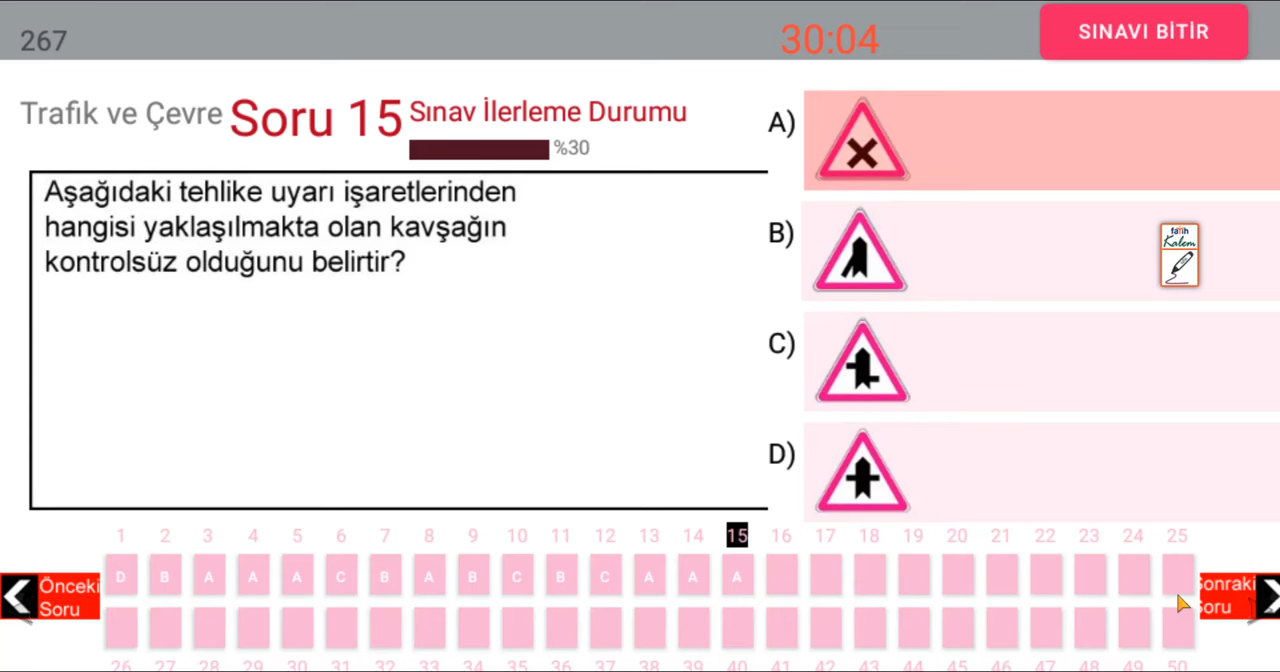 267
30:04
SINAVI BİTİR
Trafik ve Çevre
Soru 15
Sınav İlerleme Durumu
%30
Aşağıdaki tehlike uyarı işaretlerinden
hangisi yaklaşılmakta olan kavşağın
kontrolsüz olduğunu belirtir?
A)
B)
fatih
Kalem
C)
D)
1 2 3 4 5 6 7 8 9 10 11 12 13 14 15 16 17 18 19 20 21 22 23 24 25
D B A A A C B A B C B C A A A
Önceki
Soru
Sonraki
Soru
26 27 28 29 30 31 32 33 34 35 36 37 38 39 40 41 42 43 44 45 46 47 48 49 50